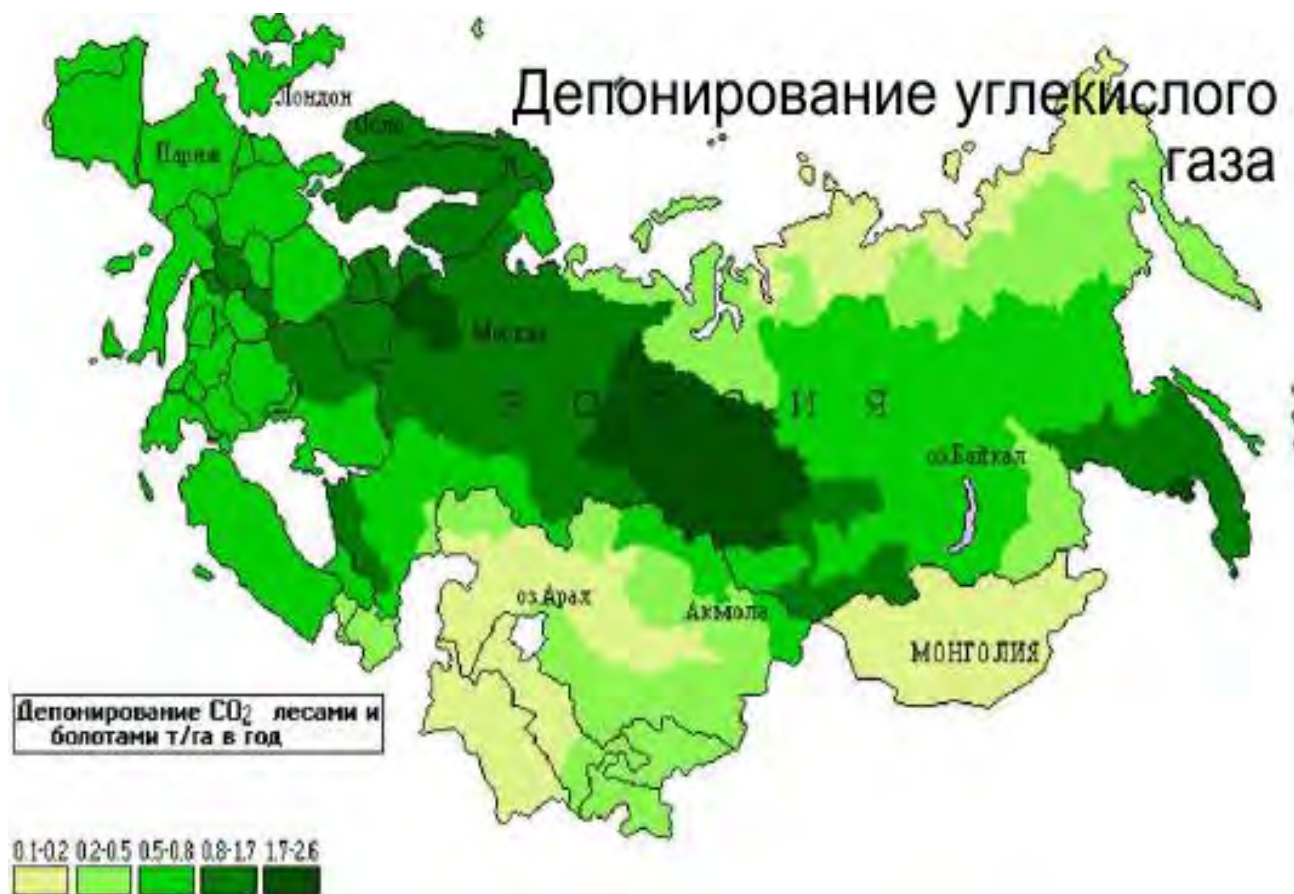 Депонирование углекислого
газа
Лондон
Осло
Париж
Москва
Р О С С И Я
оз.Байкал
оз.Арал
Акмола
МОНГОЛИЯ
Депонирование CO₂ лесами и
болотами т/га в год
0.1-0.2 0.2-0.5 0.5-0.8 0.8-1.7 1.7-2.6